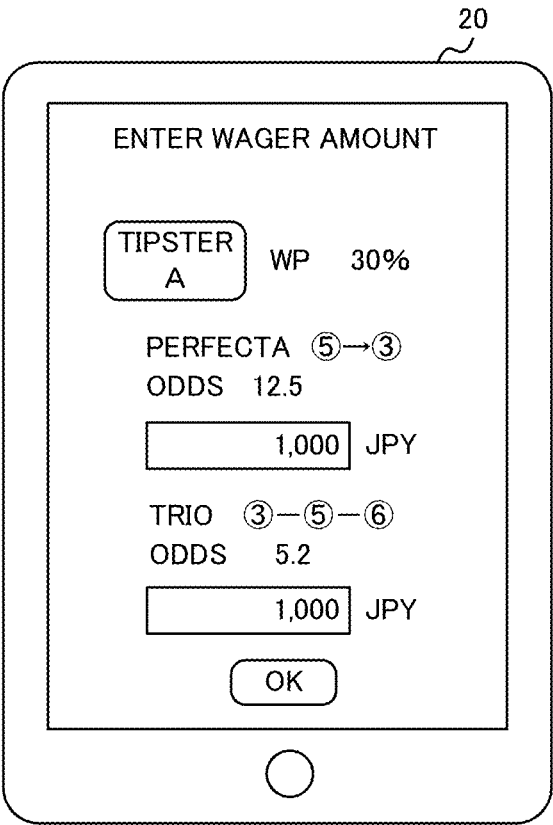 20
ENTER WAGER AMOUNT
TIPSTER
A
WP 30%
PERFECTA ⑤→③
ODDS 12.5
1,000 JPY
TRIO ③－⑤－⑥
ODDS 5.2
1,000 JPY
OK